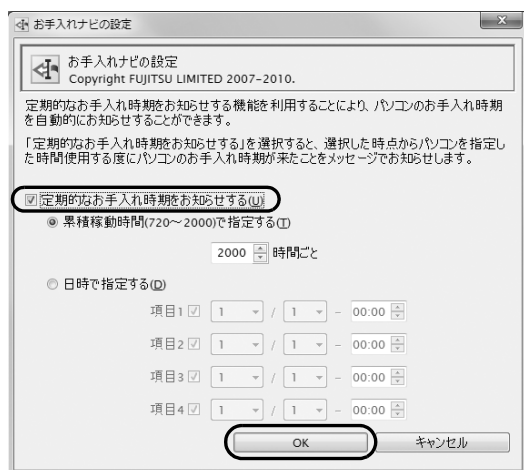 お手入れナビの設定
お手入れナビの設定
Copyright FUJITSU LIMITED 2007-2010.
定期的なお手入れ時期をお知らせする機能を利用することにより、パソコンのお手入れ時期
を自動的にお知らせすることができます。
「定期的なお手入れ時期をお知らせする」を選択すると、選択した時点からパソコンを指定し
た時間使用する度にパソコンのお手入れ時期が来たことをメッセージでお知らせします。
定期的なお手入れ時期をお知らせする(U)
累積稼動時間(720～2000)で指定する(T)
2000 時間ごと
日時で指定する(D)
項目1 1 / 1 - 00:00
項目2 1 / 1 - 00:00
項目3 1 / 1 - 00:00
項目4 1 / 1 - 00:00
OK キャンセル